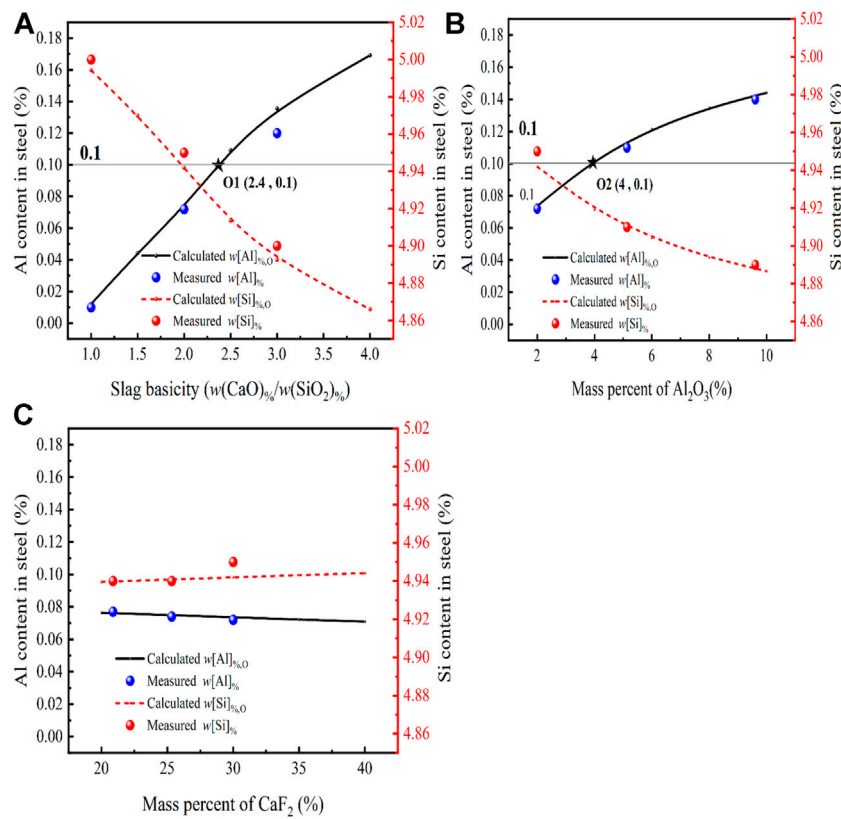 A
Al content in steel (%)
0.18
0.16
0.14
0.12
0.10
0.08
0.06
0.04
0.02
0.00
0.1
O1 (2.4 , 0.1)
Calculated w[Al]%,O
Measured w[Al]%
Calculated w[Si]%,O
Measured w[Si]%
5.02
5.00
4.98
4.96
4.94
4.92
4.90
4.88
4.86
Si content in steel (%)
1.0 1.5 2.0 2.5 3.0 3.5 4.0
Slag basicity (w(CaO)%/w(SiO2)%)
B
Al content in steel (%)
0.18
0.16
0.14
0.12
0.10
0.08
0.06
0.04
0.02
0.00
0.1
0.1
O2 (4 , 0.1)
Calculated w[Al]%,O
Measured w[Al]%
Calculated w[Si]%,O
Measured w[Si]%
5.02
5.00
4.98
4.96
4.94
4.92
4.90
4.88
4.86
Si content in steel (%)
2 4 6 8 10
Mass percent of Al2O3(%)
C
Al content in steel (%)
0.18
0.16
0.14
0.12
0.10
0.08
0.06
0.04
0.02
0.00
Calculated w[Al]%,O
Measured w[Al]%
Calculated w[Si]%,O
Measured w[Si]%
5.02
5.00
4.98
4.96
4.94
4.92
4.90
4.88
4.86
Si content in steel (%)
20 25 30 35 40
Mass percent of CaF2 (%)